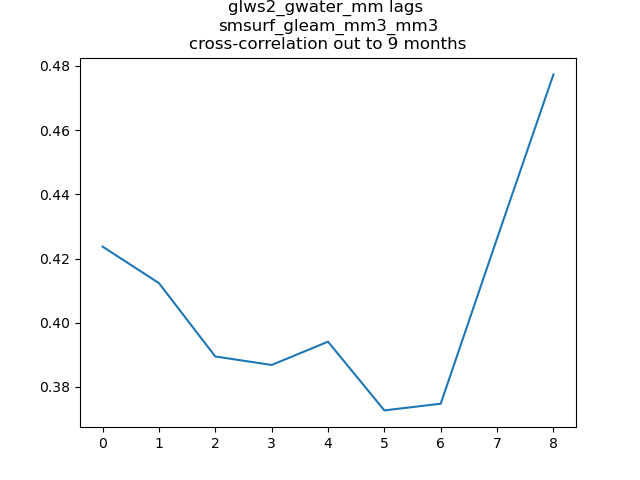 glws2_gwater_mm lags
smsurf_gleam_mm3_mm3
cross-correlation out to 9 months
0.48
0.46
0.44
0.42
0.40
0.38
0 1 2 3 4 5 6 7 8